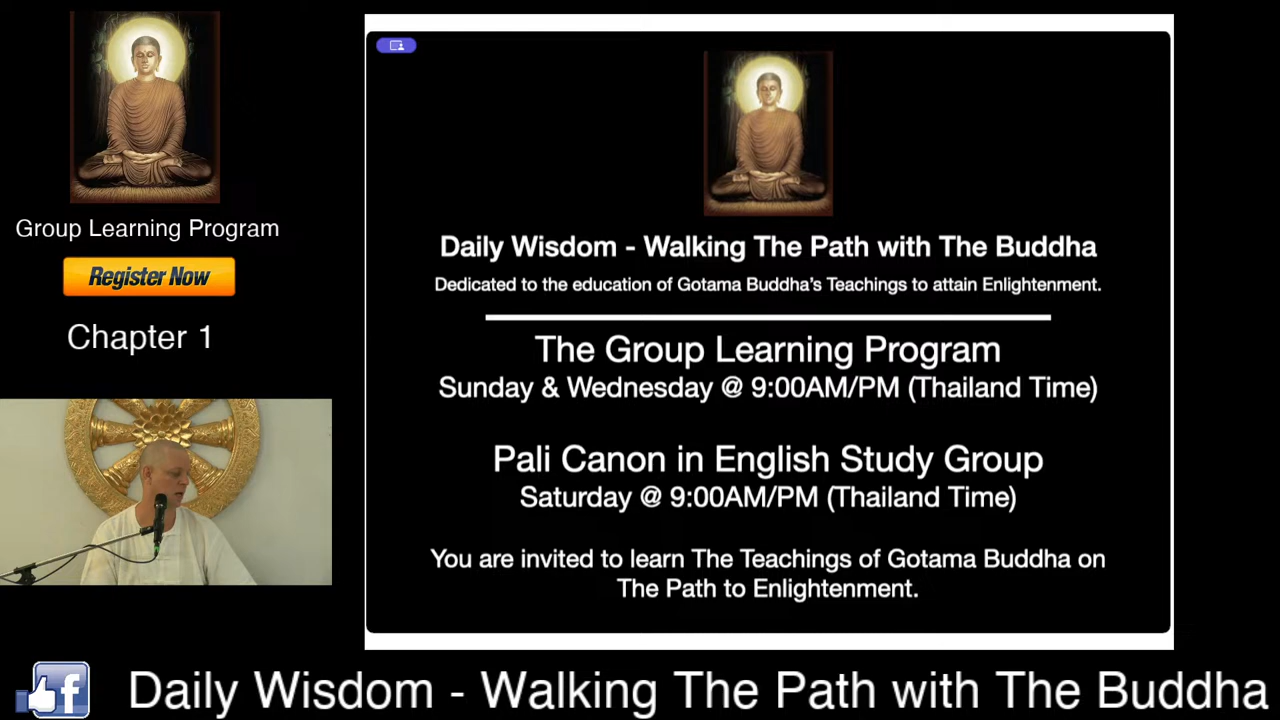 Group Learning Program
Register Now
Chapter 1
Daily Wisdom - Walking The Path with The Buddha
Dedicated to the education of Gotama Buddha's Teachings to attain Enlightenment.
The Group Learning Program
Sunday & Wednesday @ 9:00AM/PM (Thailand Time)
Pali Canon in English Study Group
Saturday @ 9:00AM/PM (Thailand Time)
You are invited to learn The Teachings of Gotama Buddha on
The Path to Enlightenment.
f Daily Wisdom - Walking The Path with The Buddha